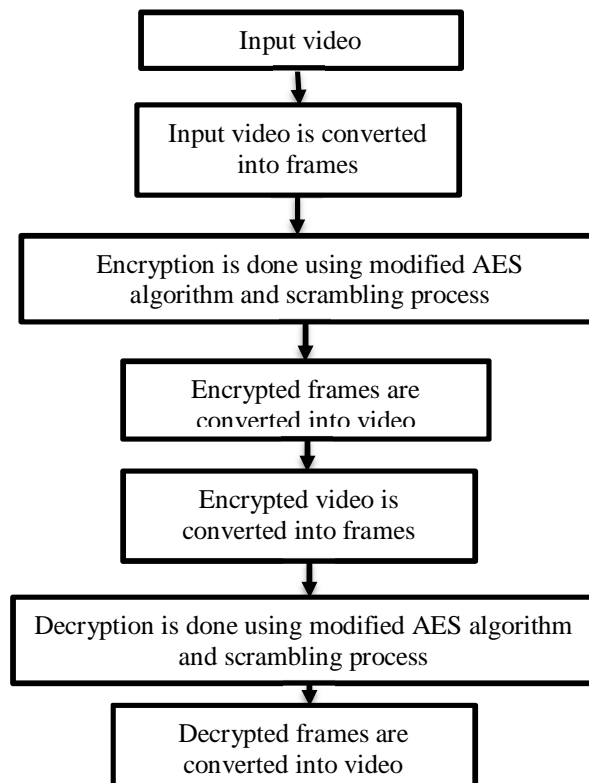 Input video
Input video is converted
into frames
Encryption is done using modified AES
algorithm and scrambling process
Encrypted frames are
converted into video
Encrypted video is
converted into frames
Decryption is done using modified AES algorithm
and scrambling process
Decrypted frames are
converted into video